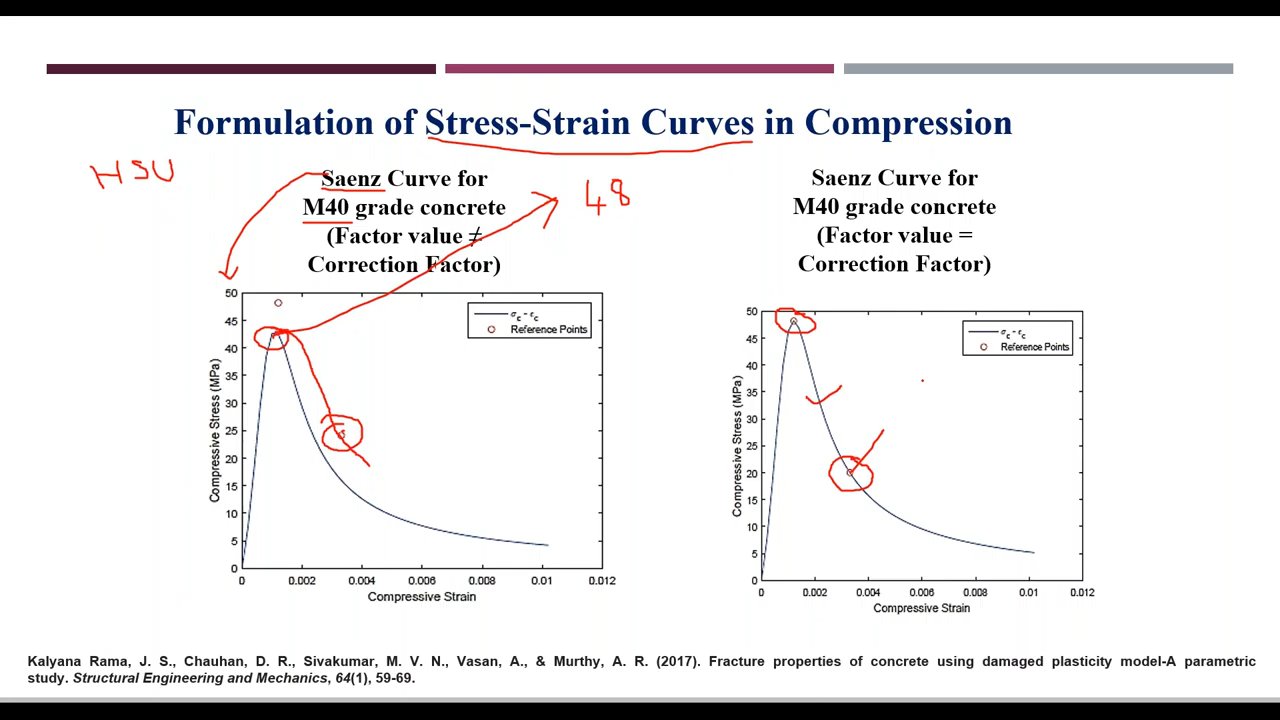 Formulation of Stress-Strain Curves in Compression
HSU
Saenz Curve for
M40 grade concrete
(Factor value ≠
Correction Factor)
48
Saenz Curve for
M40 grade concrete
(Factor value =
Correction Factor)
Compressive Stress (MPa)
50
45
40
35
30
25
20
15
10
5
0
0 0.002 0.004 0.006 0.008 0.01 0.012
Compressive Strain
σc - εc
Reference Points
Compressive Stress (MPa)
50
45
40
35
30
25
20
15
10
5
0
0 0.002 0.004 0.006 0.008 0.01 0.012
Compressive Strain
σc - εc
Reference Points
Kalyana Rama, J. S., Chauhan, D. R., Sivakumar, M. V. N., Vasan, A., & Murthy, A. R. (2017). Fracture properties of concrete using damaged plasticity model-A parametric
study. Structural Engineering and Mechanics, 64(1), 59-69.